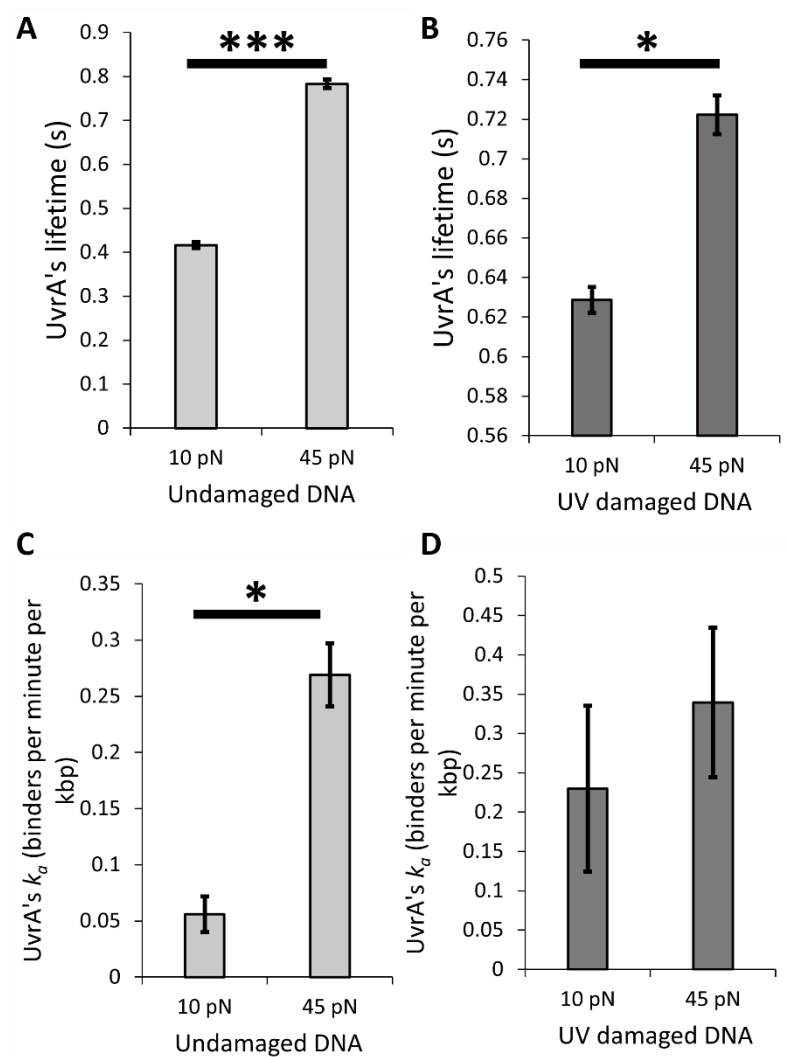 A
UvrA's lifetime (s)
0.9
0.8
0.7
0.6
0.5
0.4
0.3
0.2
0.1
0
***
10 pN 45 pN
Undamaged DNA
B
UvrA's lifetime (s)
0.76
0.74
0.72
0.7
0.68
0.66
0.64
0.62
0.6
0.58
0.56
*
10 pN 45 pN
UV damaged DNA
C
UvrA's ka (binders per minute per
kbp)
0.35
0.3
0.25
0.2
0.15
0.1
0.05
0
*
10 pN 45 pN
Undamaged DNA
D
UvrA's ka (binders per minute per
kbp)
0.5
0.45
0.4
0.35
0.3
0.25
0.2
0.15
0.1
0.05
0
10 pN 45 pN
UV damaged DNA